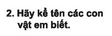 2. Hãy kể tên các con
vật em biết.